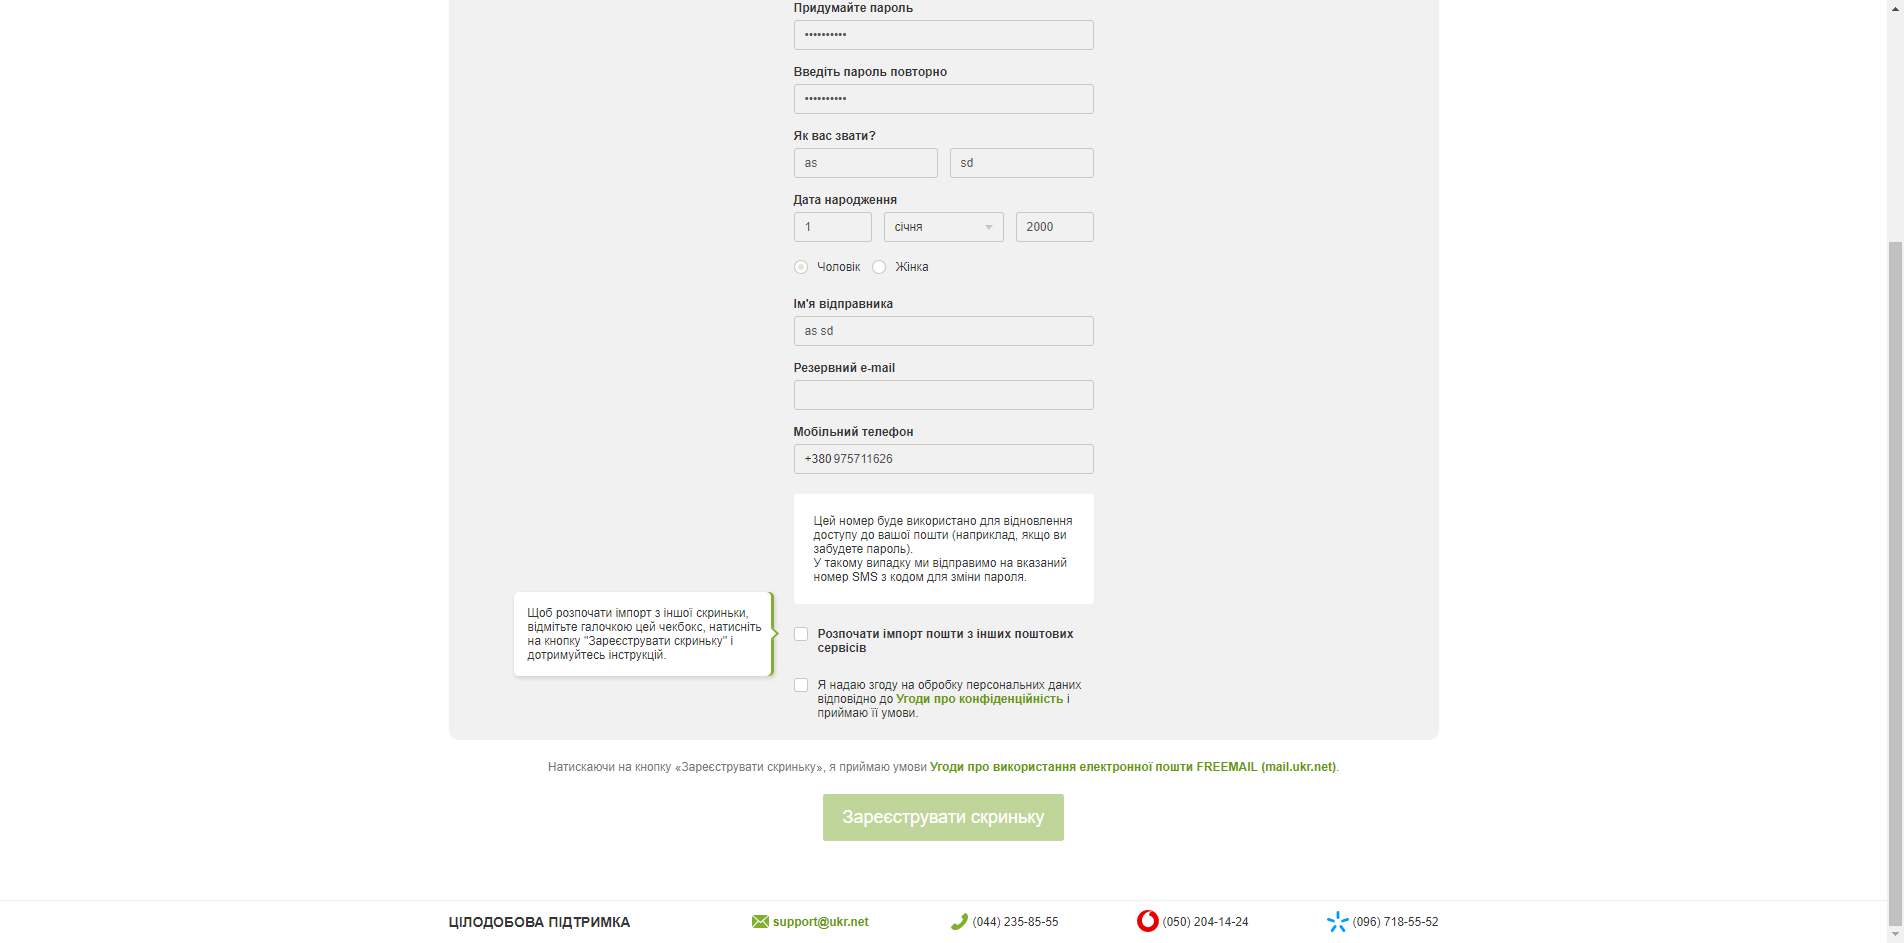 Придумайте пароль
••••••••••
Введіть пароль повторно
••••••••••
Як вас звати?
as sd
Дата народження
1 січня 2000
Чоловік Жінка
Ім'я відправника
as sd
Резервний e-mail
Мобільний телефон
+380 975711626
Цей номер буде використано для відновлення
доступу до вашої пошти (наприклад, якщо ви
забудете пароль).
У такому випадку ми відправимо на вказаний
номер SMS з кодом для зміни пароля.
Щоб розпочати імпорт з іншої скриньки,
відмітьте галочкою цей чекбокс, натисніть
на кнопку "Зареєструвати скриньку" і
дотримуйтесь інструкцій.
Розпочати імпорт пошти з інших поштових
сервісів
Я надаю згоду на обробку персональних даних
відповідно до Угоди про конфіденційність і
приймаю її умови.
Натискаючи на кнопку «Зареєструвати скриньку», я приймаю умови Угоди про використання електронної пошти FREEMAIL (mail.ukr.net).
Зареєструвати скриньку
ЦІЛОДОБОВА ПІДТРИМКА support@ukr.net (044) 235-85-55 (050) 204-14-24 (096) 718-55-52